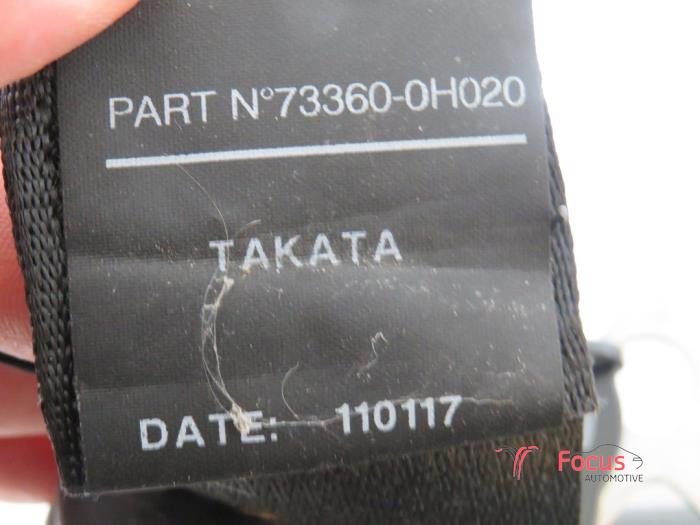 PART N°73360-0H020
TAKATA
DATE: 110117
Focus
AUTOMOTIVE